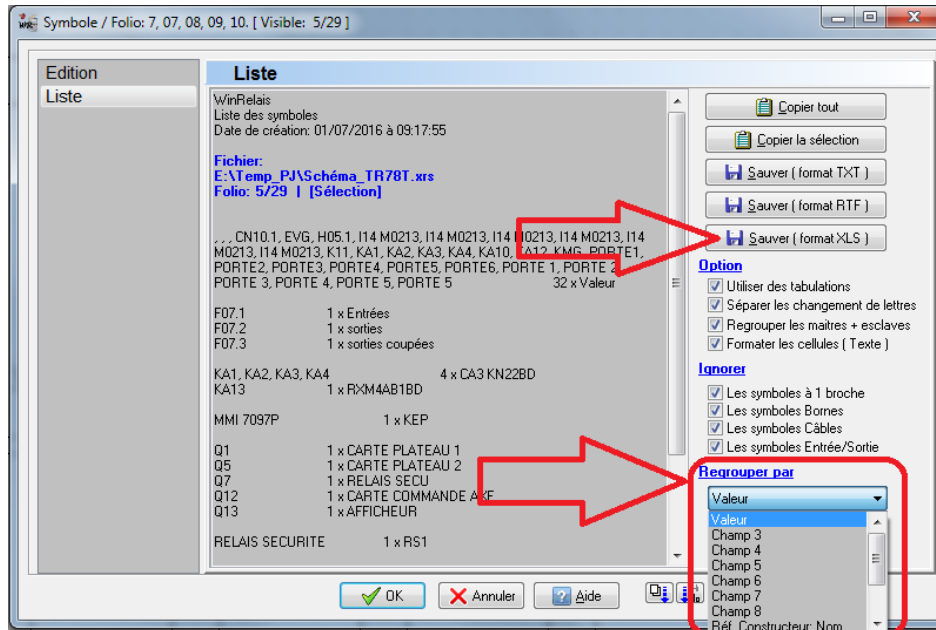 Symbole / Folio: 7, 07, 08, 09, 10. [ Visible: 5/29 ]
Edition
Liste
Liste
WinRelais
Liste des symboles
Date de création: 01/07/2016 à 09:17:55
Fichier:
E:\Temp_PJ\Schéma_TR78T.xrs
Folio: 5/29 | [Sélection]
, , , CN10.1, EVG, H05.1, I14 M0213, I14 M0213, I14 M0213, I14 M0213, I14
M0213, I14 M0213, K11, KA1, KA2, KA3, KA4, KA10, KA12, KMG, PORTE1,
PORTE2, PORTE3, PORTE4, PORTE5, PORTE6, PORTE 1, PORTE 2,
PORTE 3, PORTE 4, PORTE 5, PORTE 5 32 x Valeur
F07.1 1 x Entrées
F07.2 1 x sorties
F07.3 1 x sorties coupées
KA1, KA2, KA3, KA4 4 x CA3 KN22BD
KA13 1 x RXM4AB1BD
MMI 7097P 1 x KEP
Q1 1 x CARTE PLATEAU 1
Q5 1 x CARTE PLATEAU 2
Q7 1 x RELAIS SECU
Q12 1 x CARTE COMMANDE AXE
Q13 1 x AFFICHEUR
RELAIS SECURITE 1 x RS1
Copier tout
Copier la sélection
Sauver ( format TXT )
Sauver ( format RTF )
Sauver ( format XLS )
Option
Utiliser des tabulations
Séparer les changement de lettres
Regrouper les maitres + esclaves
Formater les cellules ( Texte )
Ignorer
Les symboles à 1 broche
Les symboles Bornes
Les symboles Câbles
Les symboles Entrée/Sortie
Regrouper par
Valeur
Valeur
Champ 3
Champ 4
Champ 5
Champ 6
Champ 7
Champ 8
Réf. Constructeur: Nom
OK
Annuler
Aide